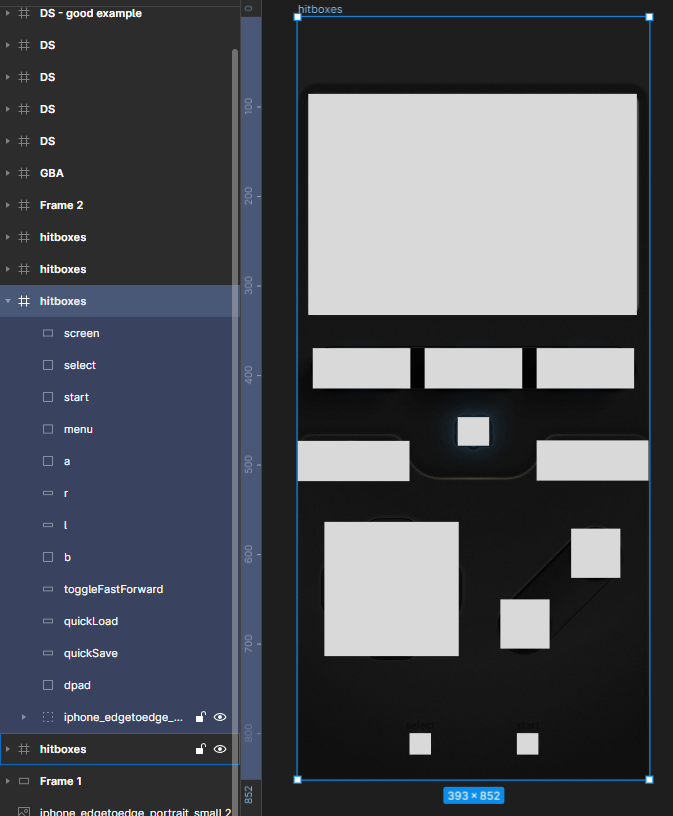 DS - good example
DS
DS
DS
DS
GBA
Frame 2
hitboxes
hitboxes
hitboxes
screen
select
start
menu
a
r
l
b
toggleFastForward
quickLoad
quickSave
dpad
iphone_edgetoedge_...
hitboxes
Frame 1
iphone_edgetoedge_portrait_small 2
0
100
200
300
400
500
600
700
800
852
hitboxes
select
start
393 × 852